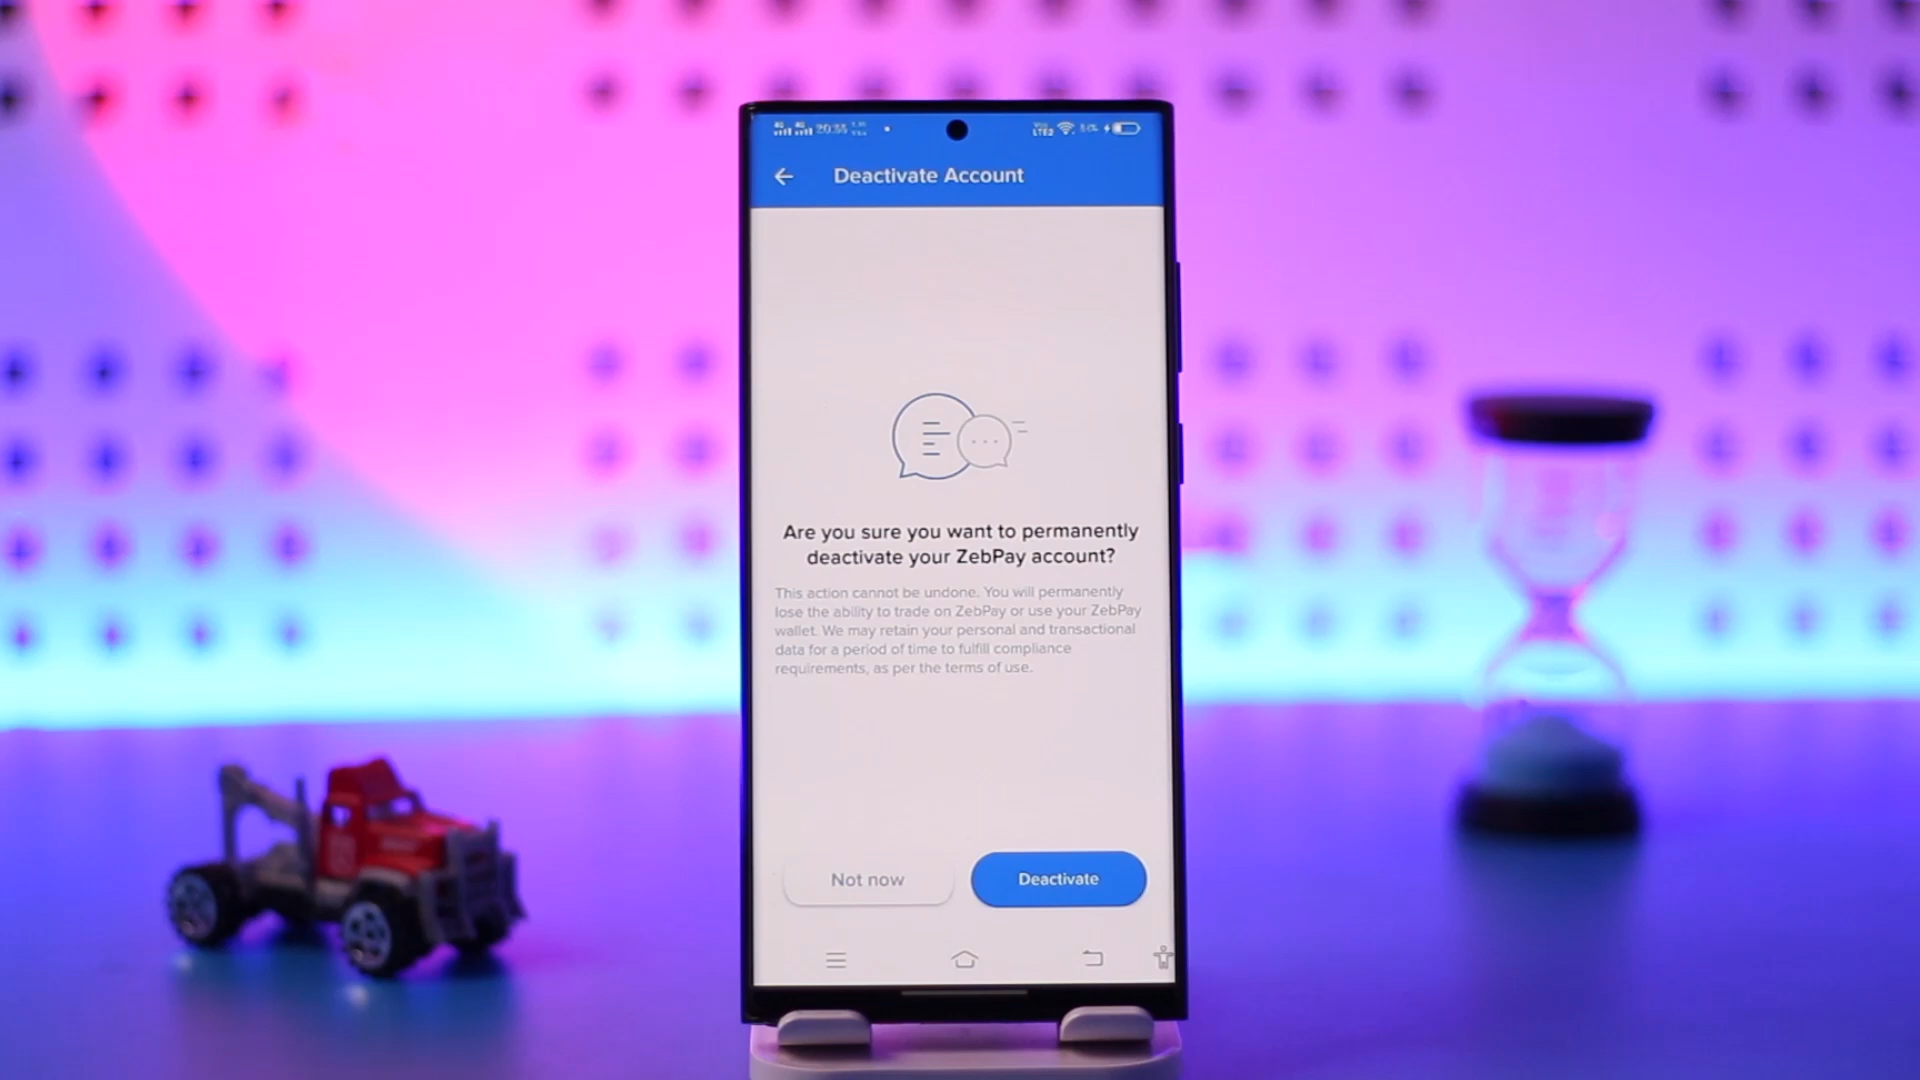 20:55
Deactivate Account
Are you sure you want to permanently
deactivate your ZebPay account?
This action cannot be undone. You will permanently
lose the ability to trade on ZebPay or use your ZebPay
wallet. We may retain your personal and transactional
data for a period of time to fulfill compliance
requirements, as per the terms of use.
Not now
Deactivate